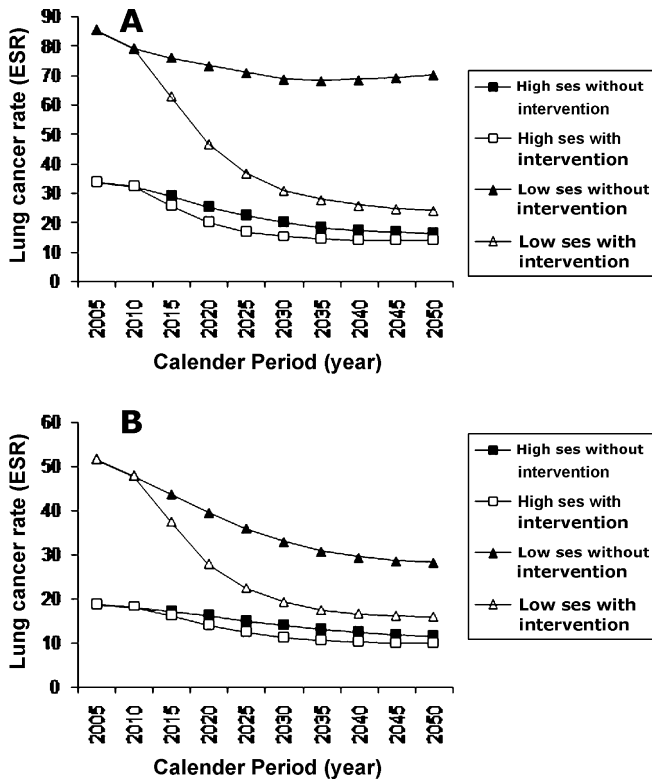 A
Lung cancer rate (ESR)
90
80
70
60
50
40
30
20
10
0
2005
2010
2015
2020
2025
2030
2035
2040
2045
2050
Calender Period (year)
High ses without
intervention
High ses with
intervention
Low ses without
intervention
Low ses with
intervention
B
Lung cancer rate (ESR)
60
50
40
30
20
10
0
2005
2010
2015
2020
2025
2030
2035
2040
2045
2050
Calender Period (year)
High ses without
intervention
High ses with
intervention
Low ses without
intervention
Low ses with
intervention